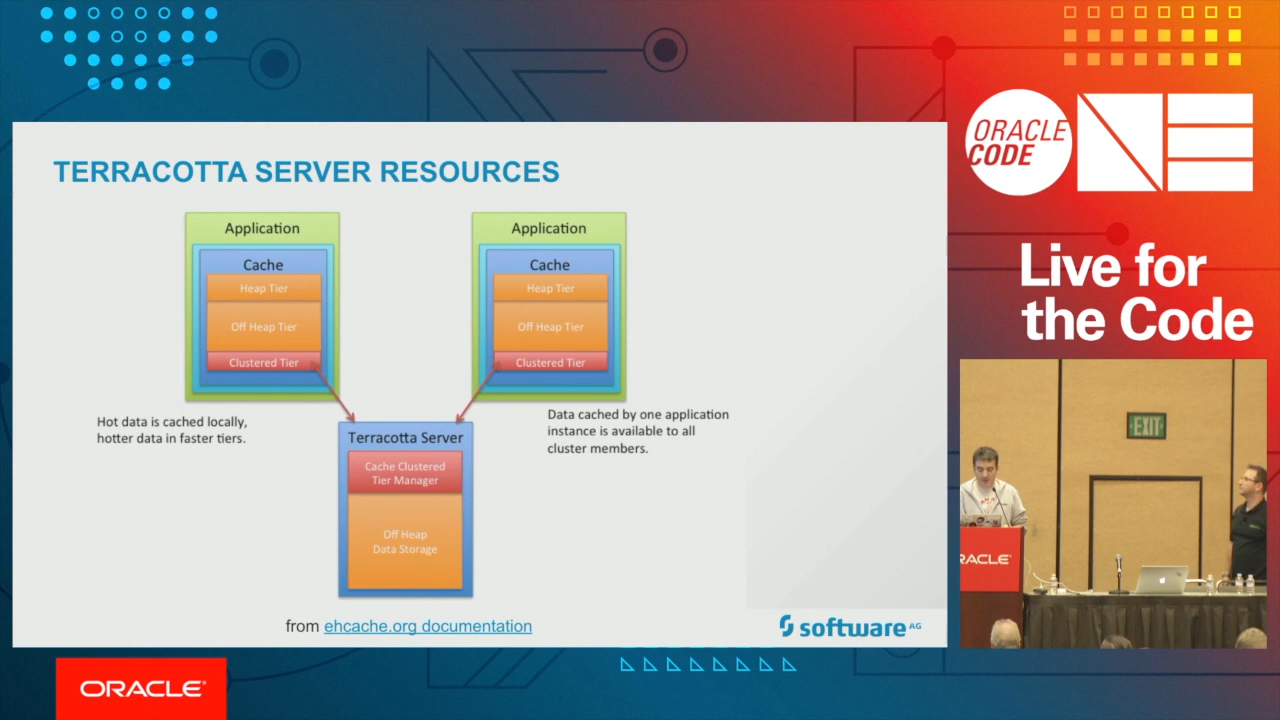 TERRACOTTA SERVER RESOURCES
Application
Cache
Heap Tier
Off Heap Tier
Clustered Tier
Application
Cache
Heap Tier
Off Heap Tier
Clustered Tier
Hot data is cached locally,
hotter data in faster tiers.
Data cached by one application
instance is available to all
cluster members.
Terracotta Server
Cache Clustered
Tier Manager
Off Heap
Data Storage
from ehcache.org documentation
software AG
ORACLE
CODE
ONE
Live for
the Code
EXIT
RACLE
ORACLE